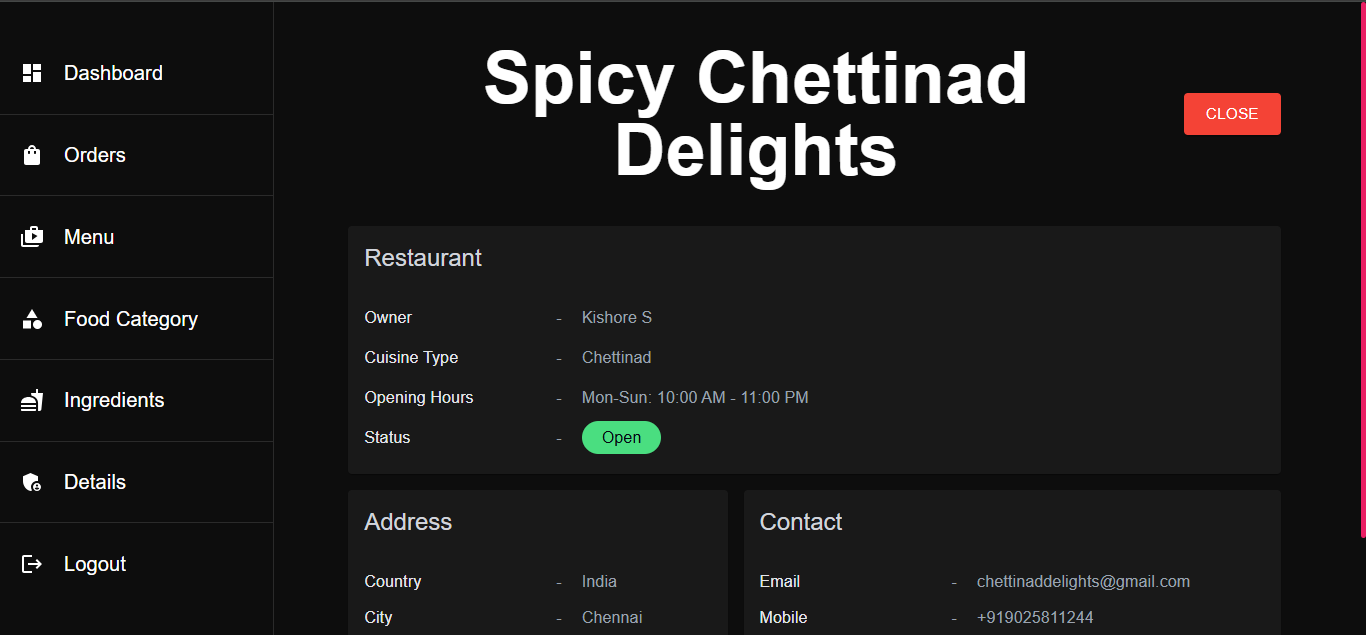 Dashboard
Orders
Menu
Food Category
Ingredients
Details
Logout
Spicy Chettinad
Delights
CLOSE
Restaurant
Owner - Kishore S
Cuisine Type - Chettinad
Opening Hours - Mon-Sun: 10:00 AM - 11:00 PM
Status - Open
Address
Country - India
City - Chennai
Contact
Email - chettinaddelights@gmail.com
Mobile - +919025811244